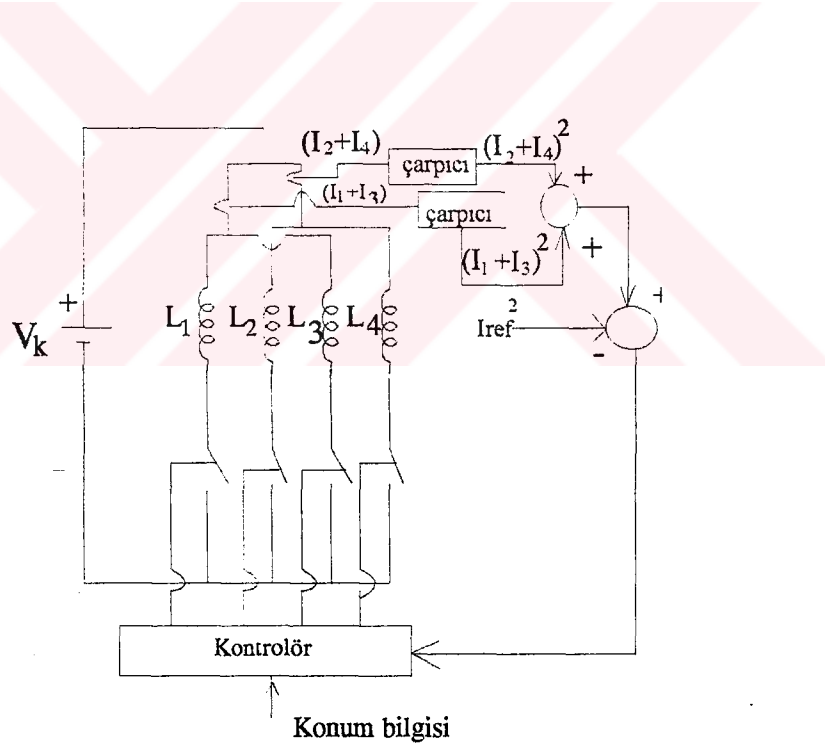 (I₂+I₄)
çarpıcı
(I₂+I₄)²
+
(I₁+I₃)
çarpıcı
+
(I₁+I₃)²
+
+
Vk
L₁
L₂
L₃
L₄
Iref²
-
Kontrolör
Konum bilgisi